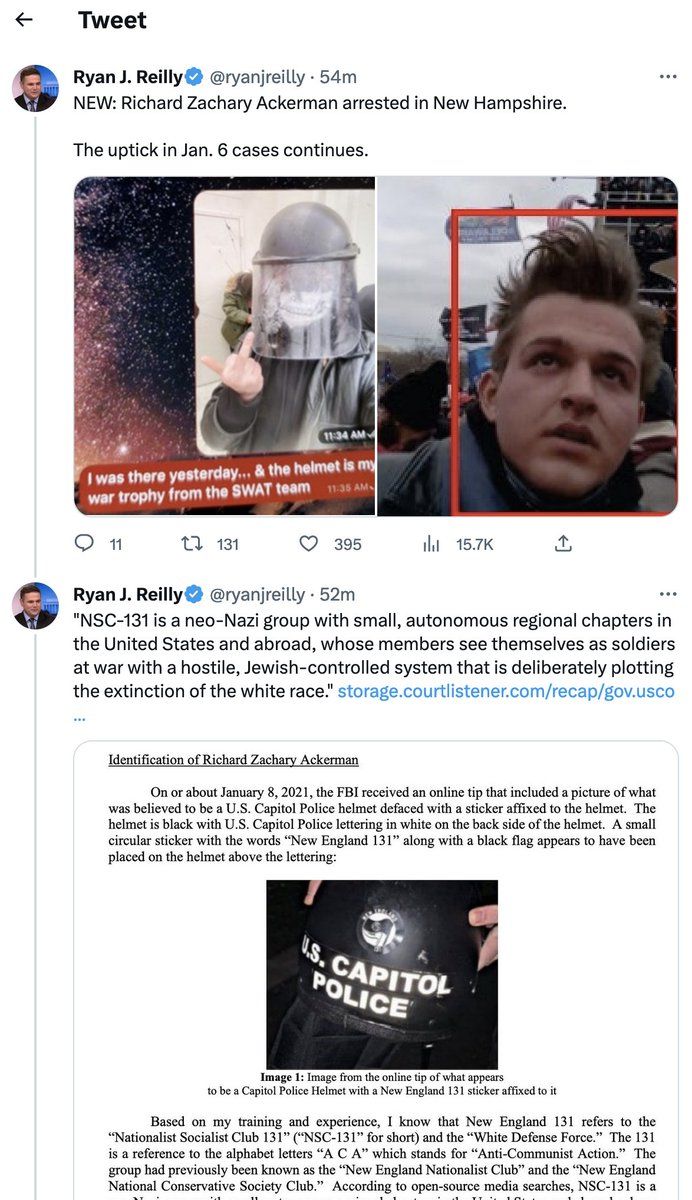 Tweet
Ryan J. Reilly @ryanjreilly · 54m
NEW: Richard Zachary Ackerman arrested in New Hampshire.
The uptick in Jan. 6 cases continues.
11:34 AM
I was there yesterday... & the helmet is my
war trophy from the SWAT team 11:35 AM
11 131 395 15.7K
Ryan J. Reilly @ryanjreilly · 52m
"NSC-131 is a neo-Nazi group with small, autonomous regional chapters in
the United States and abroad, whose members see themselves as soldiers
at war with a hostile, Jewish-controlled system that is deliberately plotting
the extinction of the white race." storage.courtlistener.com/recap/gov.usco
...
Identification of Richard Zachary Ackerman
On or about January 8, 2021, the FBI received an online tip that included a picture of what
was believed to be a U.S. Capitol Police helmet defaced with a sticker affixed to the helmet. The
helmet is black with U.S. Capitol Police lettering in white on the back side of the helmet. A small
circular sticker with the words “New England 131” along with a black flag appears to have been
placed on the helmet above the lettering:
U.S. CAPITOL
POLICE
Image 1: Image from the online tip of what appears
to be a Capitol Police Helmet with a New England 131 sticker affixed to it
Based on my training and experience, I know that New England 131 refers to the
“Nationalist Socialist Club 131” (“NSC-131” for short) and the “White Defense Force.” The 131
is a reference to the alphabet letters “A C A” which stands for “Anti-Communist Action.” The
group had previously been known as the “New England Nationalist Club” and the “New England
National Conservative Society Club.” According to open-source media searches, NSC-131 is a